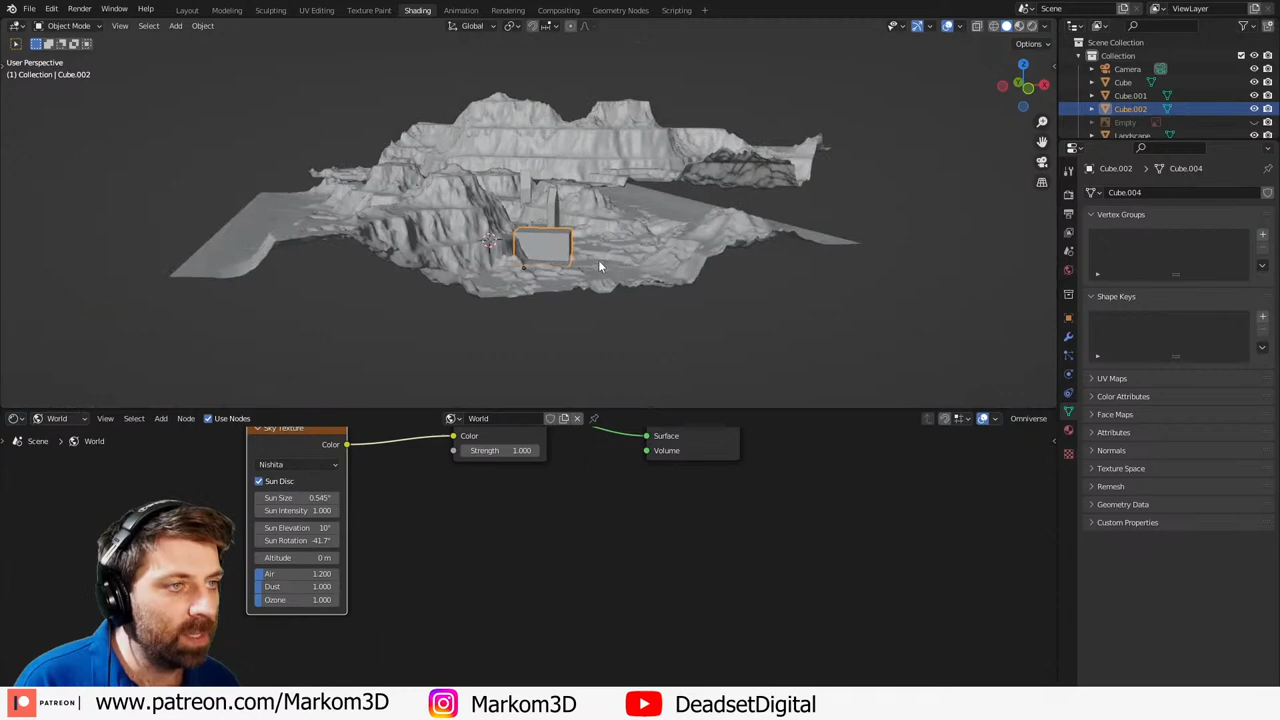 File Edit Render Window Help Layout Modeling Sculpting UV Editing Texture Paint Shading Animation Rendering Compositing Geometry Nodes Scripting + Scene ViewLayer
Object Mode View Select Add Object Global
Options
User Perspective
(1) Collection | Cube.002
Z
Y
X
Scene Collection
Collection
Camera
Cube
Cube.001
Cube.002
Empty
Landscape
Cube.002 Cube.004
Cube.004
Vertex Groups
Shape Keys
UV Maps
Color Attributes
Face Maps
Attributes
Normals
Texture Space
Remesh
Geometry Data
Custom Properties
World View Select Add Node Use Nodes World Omniverse
Scene World
Sky Texture
Color
Nishita
Sun Disc
Sun Size 0.545°
Sun Intensity 1.000
Sun Elevation 10°
Sun Rotation -41.7°
Altitude 0 m
Air 1.200
Dust 1.000
Ozone 1.000
Color
Strength 1.000
Surface
Volume
PATREON www.patreon.com/Markom3D Markom3D DeadsetDigital